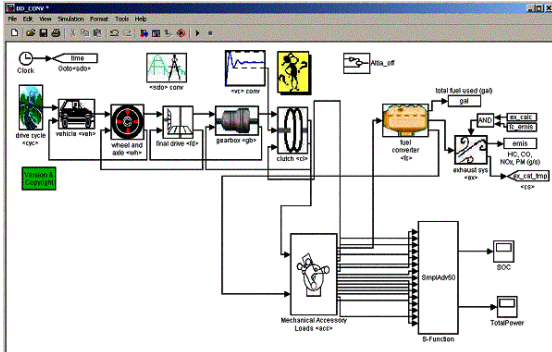 BD_CONV *
File Edit View Simulation Format Tools Help
Clock
time
Goto<sdo>
<sdo> conv
<vc> conv
Altia_off
total fuel used (gal)
gal
drive cycle
<cyc>
vehicle <veh>
wheel and
axle <wh>
final drive <fd>
gearbox <gb>
clutch <cl>
fuel
converter
<fc>
AND
ex_calc
fc_emis
emis
HC, CO,
NOx, PM (g/s)
exhaust sys
<ex>
ex_cat_tmp
<cs>
Version &
Copyright
Mechanical Accessory
Loads <acc>
SmplAdv50
S-Function
SOC
TotalPower